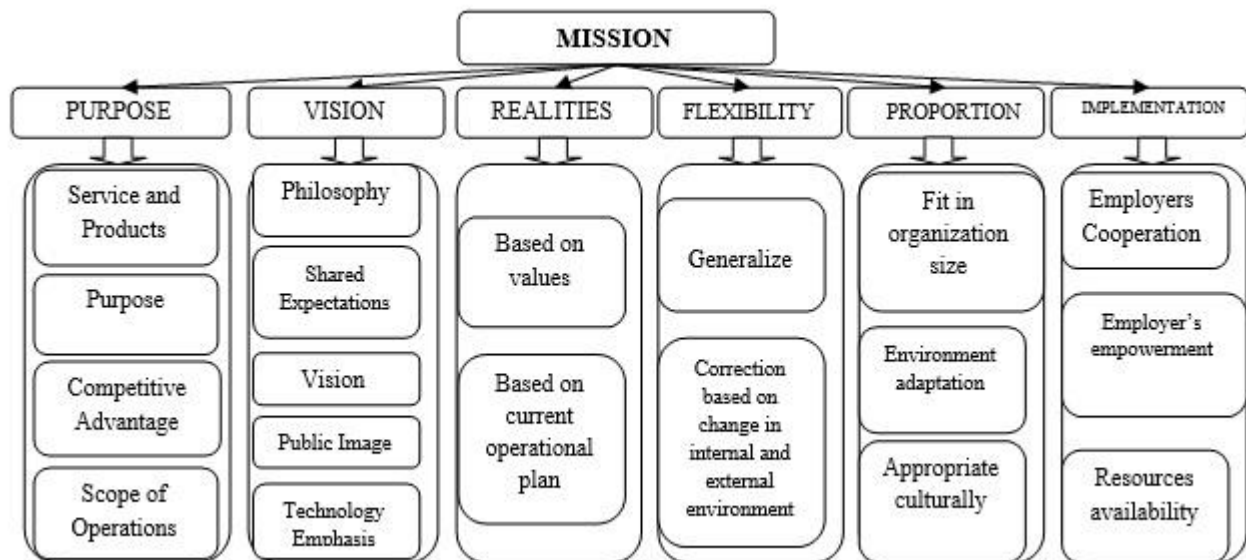 MISSION
PURPOSE
VISION
REALITIES
FLEXIBILITY
PROPORTION
IMPLEMENTATION
Service and
Products
Purpose
Competitive
Advantage
Scope of
Operations
Philosophy
Shared
Expectations
Vision
Public Image
Technology
Emphasis
Based on
values
Based on
current
operational
plan
Generalize
Correction
based on
change in
internal and
external
environment
Fit in
organization
size
Environment
adaptation
Appropriate
culturally
Employers
Cooperation
Employer's
empowerment
Resources
availability